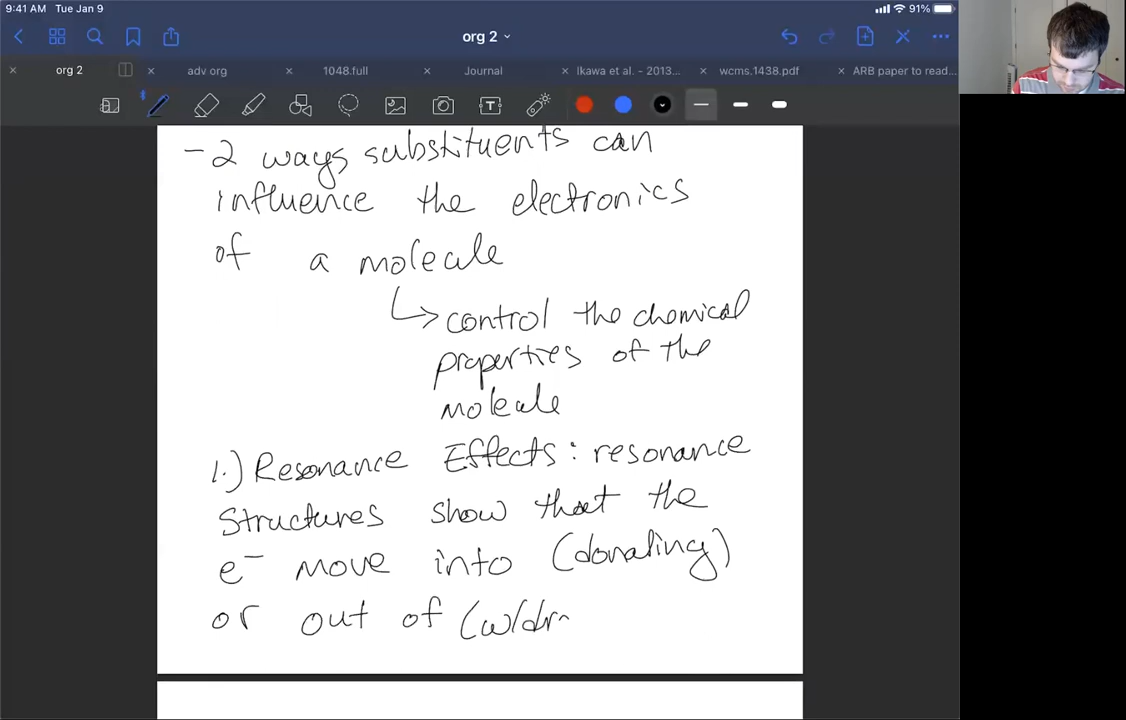 9:41 AM Tue Jan 9
91%
org 2
org 2
adv org
1048.full
Journal
Ikawa et al. - 2013...
wcms.1438.pdf
ARB paper to read...
T
- 2 ways substituents can
influence the electronics
of a molecule
↳ control the chemical
properties of the
molecule
1.) Resonance Effects : resonance
structures show that the
e⁻ move into (donating)
or out of (w/dr